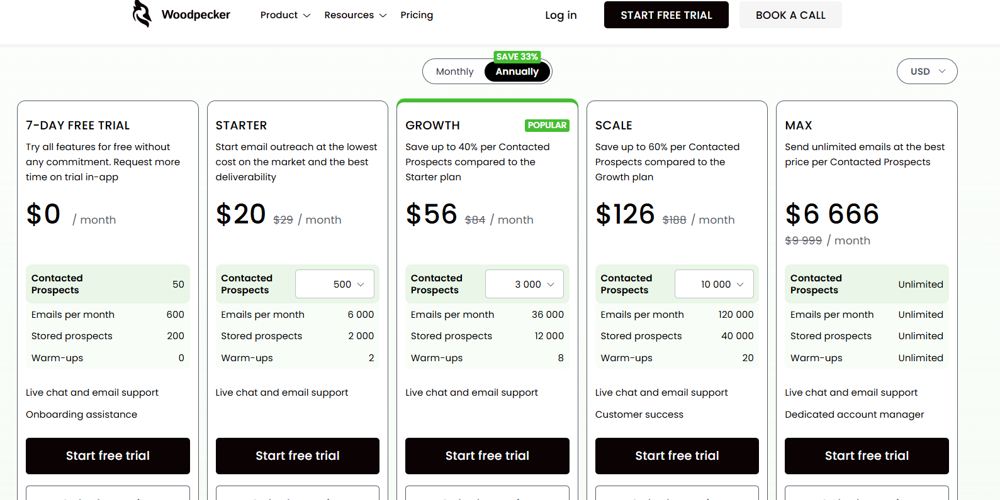 Woodpecker
Product Resources Pricing
Log in
START FREE TRIAL
BOOK A CALL
SAVE 33%
Monthly Annually
USD
7-DAY FREE TRIAL
Try all features for free without
any commitment. Request more
time on trial in-app
$0 / month
Contacted
Prospects
50
Emails per month 600
Stored prospects 200
Warm-ups 0
Live chat and email support
Onboarding assistance
Start free trial
STARTER
Start email outreach at the lowest
cost on the market and the best
deliverability
$20 $29 / month
Contacted
Prospects
500
Emails per month 6 000
Stored prospects 2 000
Warm-ups 2
Live chat and email support
Start free trial
GROWTH POPULAR
Save up to 40% per Contacted
Prospects compared to the
Starter plan
$56 $84 / month
Contacted
Prospects
3 000
Emails per month 36 000
Stored prospects 12 000
Warm-ups 8
Live chat and email support
Start free trial
SCALE
Save up to 60% per Contacted
Prospects compared to the
Growth plan
$126 $188 / month
Contacted
Prospects
10 000
Emails per month 120 000
Stored prospects 40 000
Warm-ups 20
Live chat and email support
Customer success
Start free trial
MAX
Send unlimited emails at the best
price per Contacted Prospects
$6 666
$9 999 / month
Contacted
Prospects
Unlimited
Emails per month Unlimited
Stored prospects Unlimited
Warm-ups Unlimited
Live chat and email support
Dedicated account manager
Start free trial